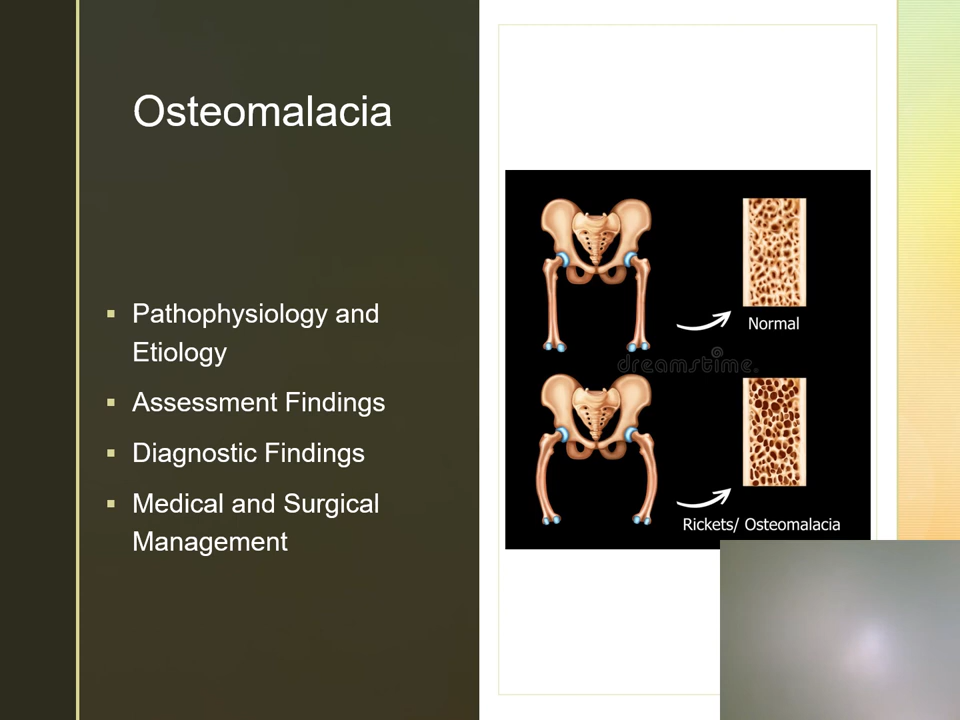 Osteomalacia
▪ Pathophysiology and
Etiology
▪ Assessment Findings
▪ Diagnostic Findings
▪ Medical and Surgical
Management
Normal
dreamstime.
Rickets/ Osteomalacia